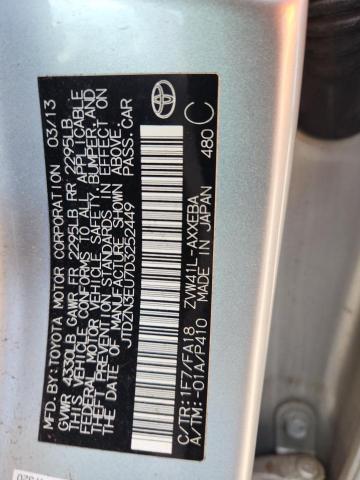 MFD.BY:TOYOTA MOTOR CORPORATION 03/13
GVWR 4330LB GAWR FR 2295LB RR 2295LB
THIS VEHICLE CONFORMS TO ALL APPLICABLE
FEDERAL MOTOR VEHICLE SAFETY, BUMPER, AND
THEFT PREVENTION STANDARDS IN EFFECT ON
THE DATE OF MANUFACTURE SHOWN ABOVE.
JTDZN3EU7D3252449 PASS.CAR
C/TR:1F7/FA18 ZVW41L-AXXEBA
A/TM:-01A/P410 MADE IN JAPAN 480 C